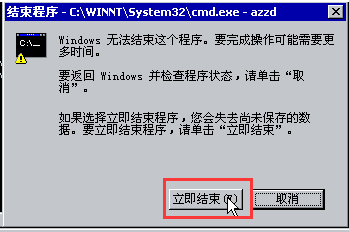 结束程序 - C:\WINNT\System32\cmd.exe - azzd
C:\_
Windows 无法结束这个程序。要完成操作可能需要更
多时间。
要返回 Windows 并检查程序状态,请单击“取
消”。
如果选择立即结束程序,您会失去尚未保存的数
据。要立即结束程序,请单击“立即结束”。
立即结束
取消